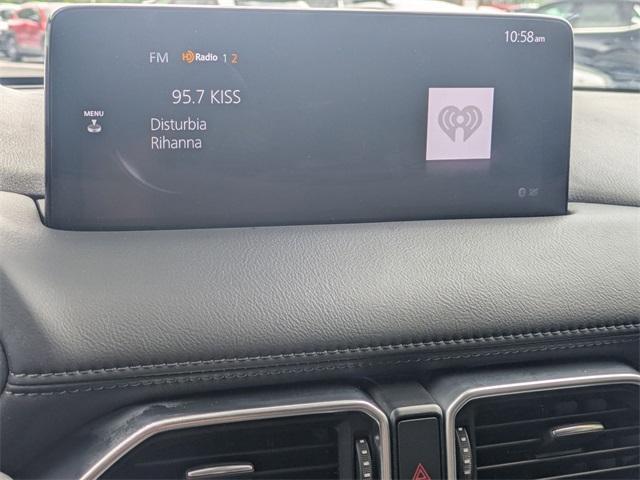 10:58am
FM HD Radio 1 2
95.7 KISS
MENU
Disturbia
Rihanna